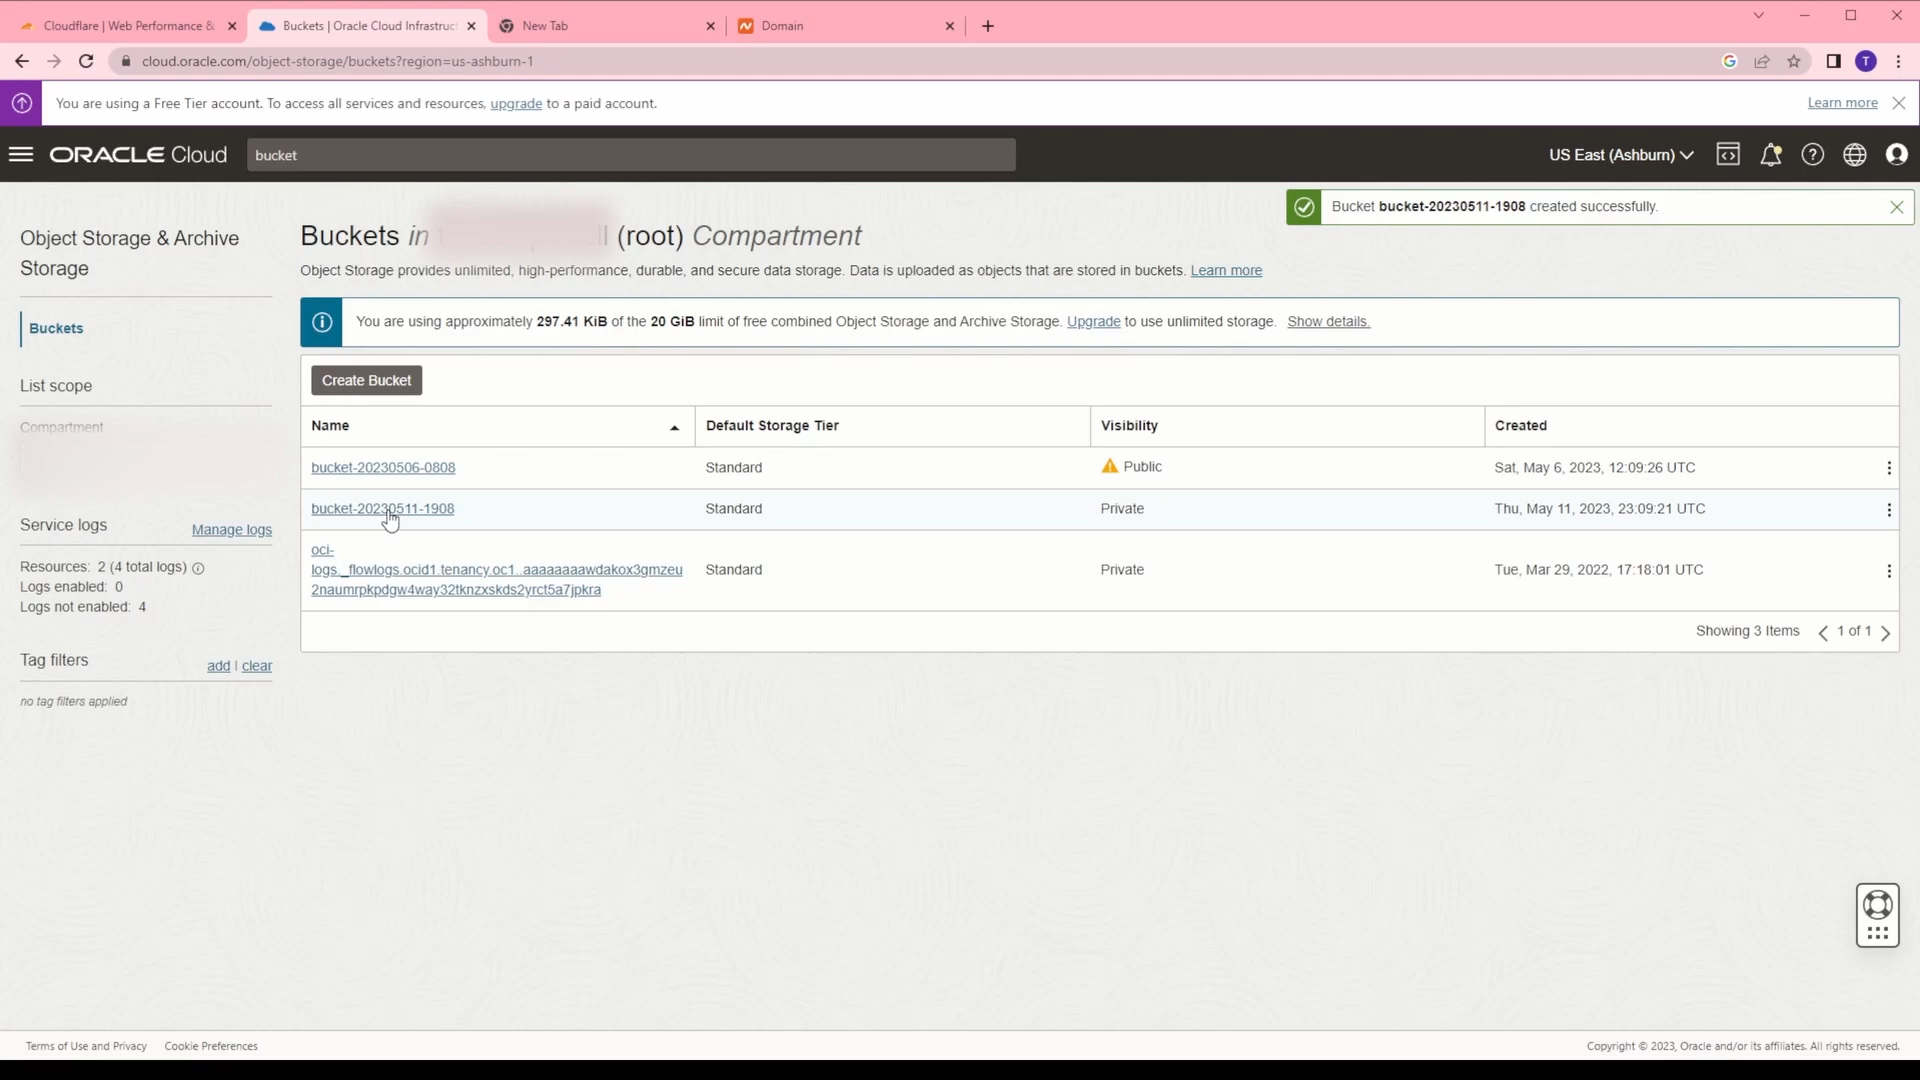 Cloudflare | Web Performance &
Buckets | Oracle Cloud Infrastruct
New Tab
Domain
cloud.oracle.com/object-storage/buckets?region=us-ashburn-1
T
You are using a Free Tier account. To access all services and resources, upgrade to a paid account.
Learn more
ORACLE Cloud
bucket
US East (Ashburn)
Bucket bucket-20230511-1908 created successfully.
Object Storage & Archive
Storage
Buckets
List scope
Compartment
Service logs
Manage logs
Resources: 2 (4 total logs)
Logs enabled: 0
Logs not enabled: 4
Tag filters
add | clear
no tag filters applied
Buckets in (root) Compartment
Object Storage provides unlimited, high-performance, durable, and secure data storage. Data is uploaded as objects that are stored in buckets. Learn more
You are using approximately 297.41 KiB of the 20 GiB limit of free combined Object Storage and Archive Storage. Upgrade to use unlimited storage. Show details.
Create Bucket
Name
Default Storage Tier
Visibility
Created
bucket-20230506-0808
Standard
Public
Sat, May 6, 2023, 12:09:26 UTC
bucket-20230511-1908
Standard
Private
Thu, May 11, 2023, 23:09:21 UTC
oci-
logs._flowlogs.ocid1.tenancy.oc1..aaaaaaaawdakox3gmzeu
2naumrpkpdgw4way32tknzxskds2yrct5a7jpkra
Standard
Private
Tue, Mar 29, 2022, 17:18:01 UTC
Showing 3 Items
1 of 1
Terms of Use and Privacy
Cookie Preferences
Copyright © 2023, Oracle and/or its affiliates. All rights reserved.